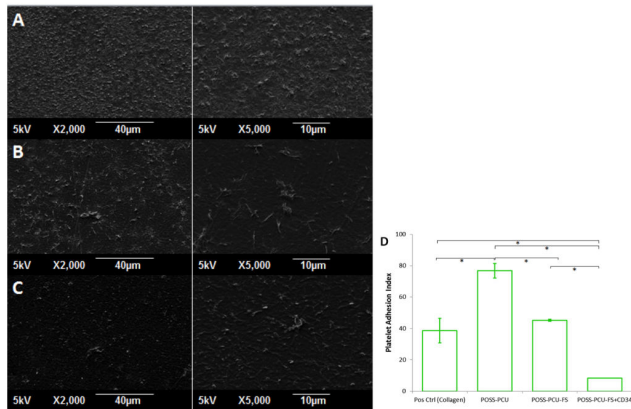 A
5kV X2,000 40µm
5kV X5,000 10µm
B
5kV X2,000 40µm
5kV X5,000 10µm
C
5kV X2,000 40µm
5kV X5,000 10µm
D
Platelet Adhesion Index
100
80
60
40
20
0
*
*
* * *
Pos Ctrl (Collagen) POSS-PCU POSS-PCU-FS POSS-PCU-FS+CD34